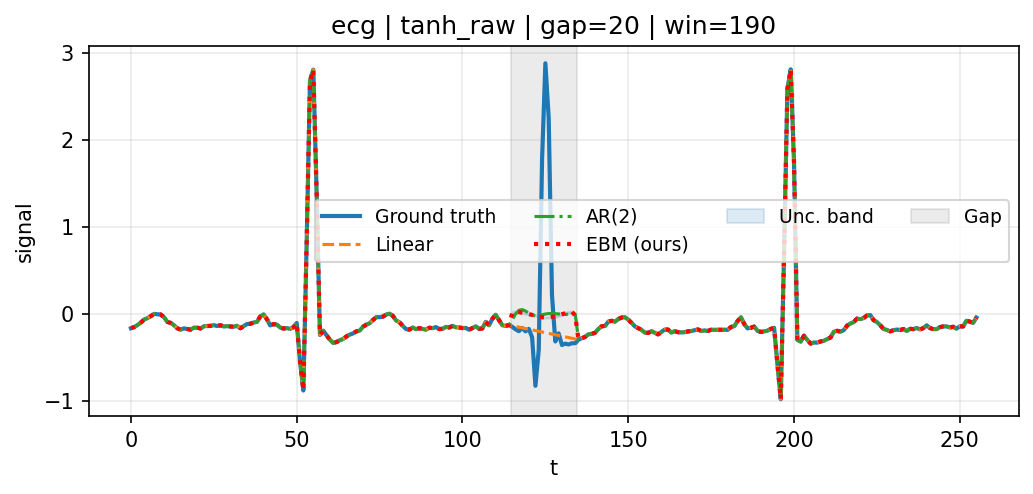 ecg | tanh_raw | gap=20 | win=190
3
2
1
0
−1
signal
Ground truth
Linear
AR(2)
EBM (ours)
Unc. band
Gap
0
50
100
150
200
250
t